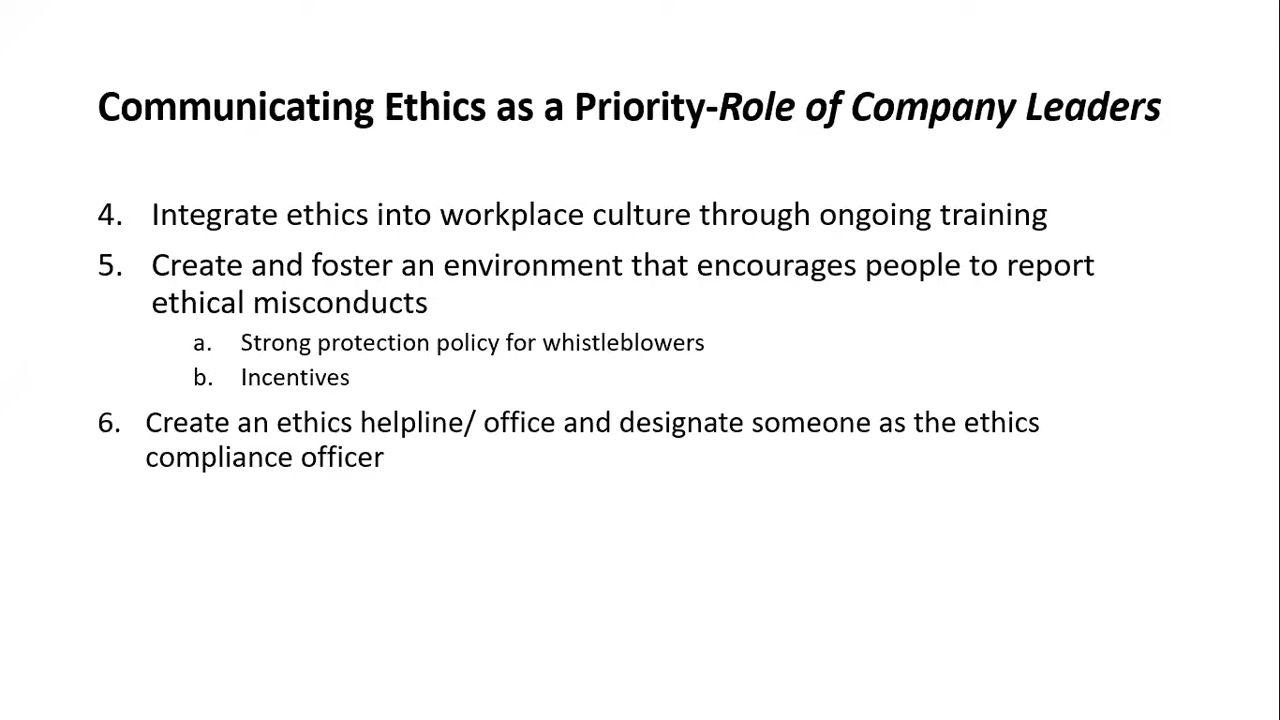 Communicating Ethics as a Priority-Role of Company Leaders
4. Integrate ethics into workplace culture through ongoing training
5. Create and foster an environment that encourages people to report
ethical misconducts
a. Strong protection policy for whistleblowers
b. Incentives
6. Create an ethics helpline/ office and designate someone as the ethics
compliance officer